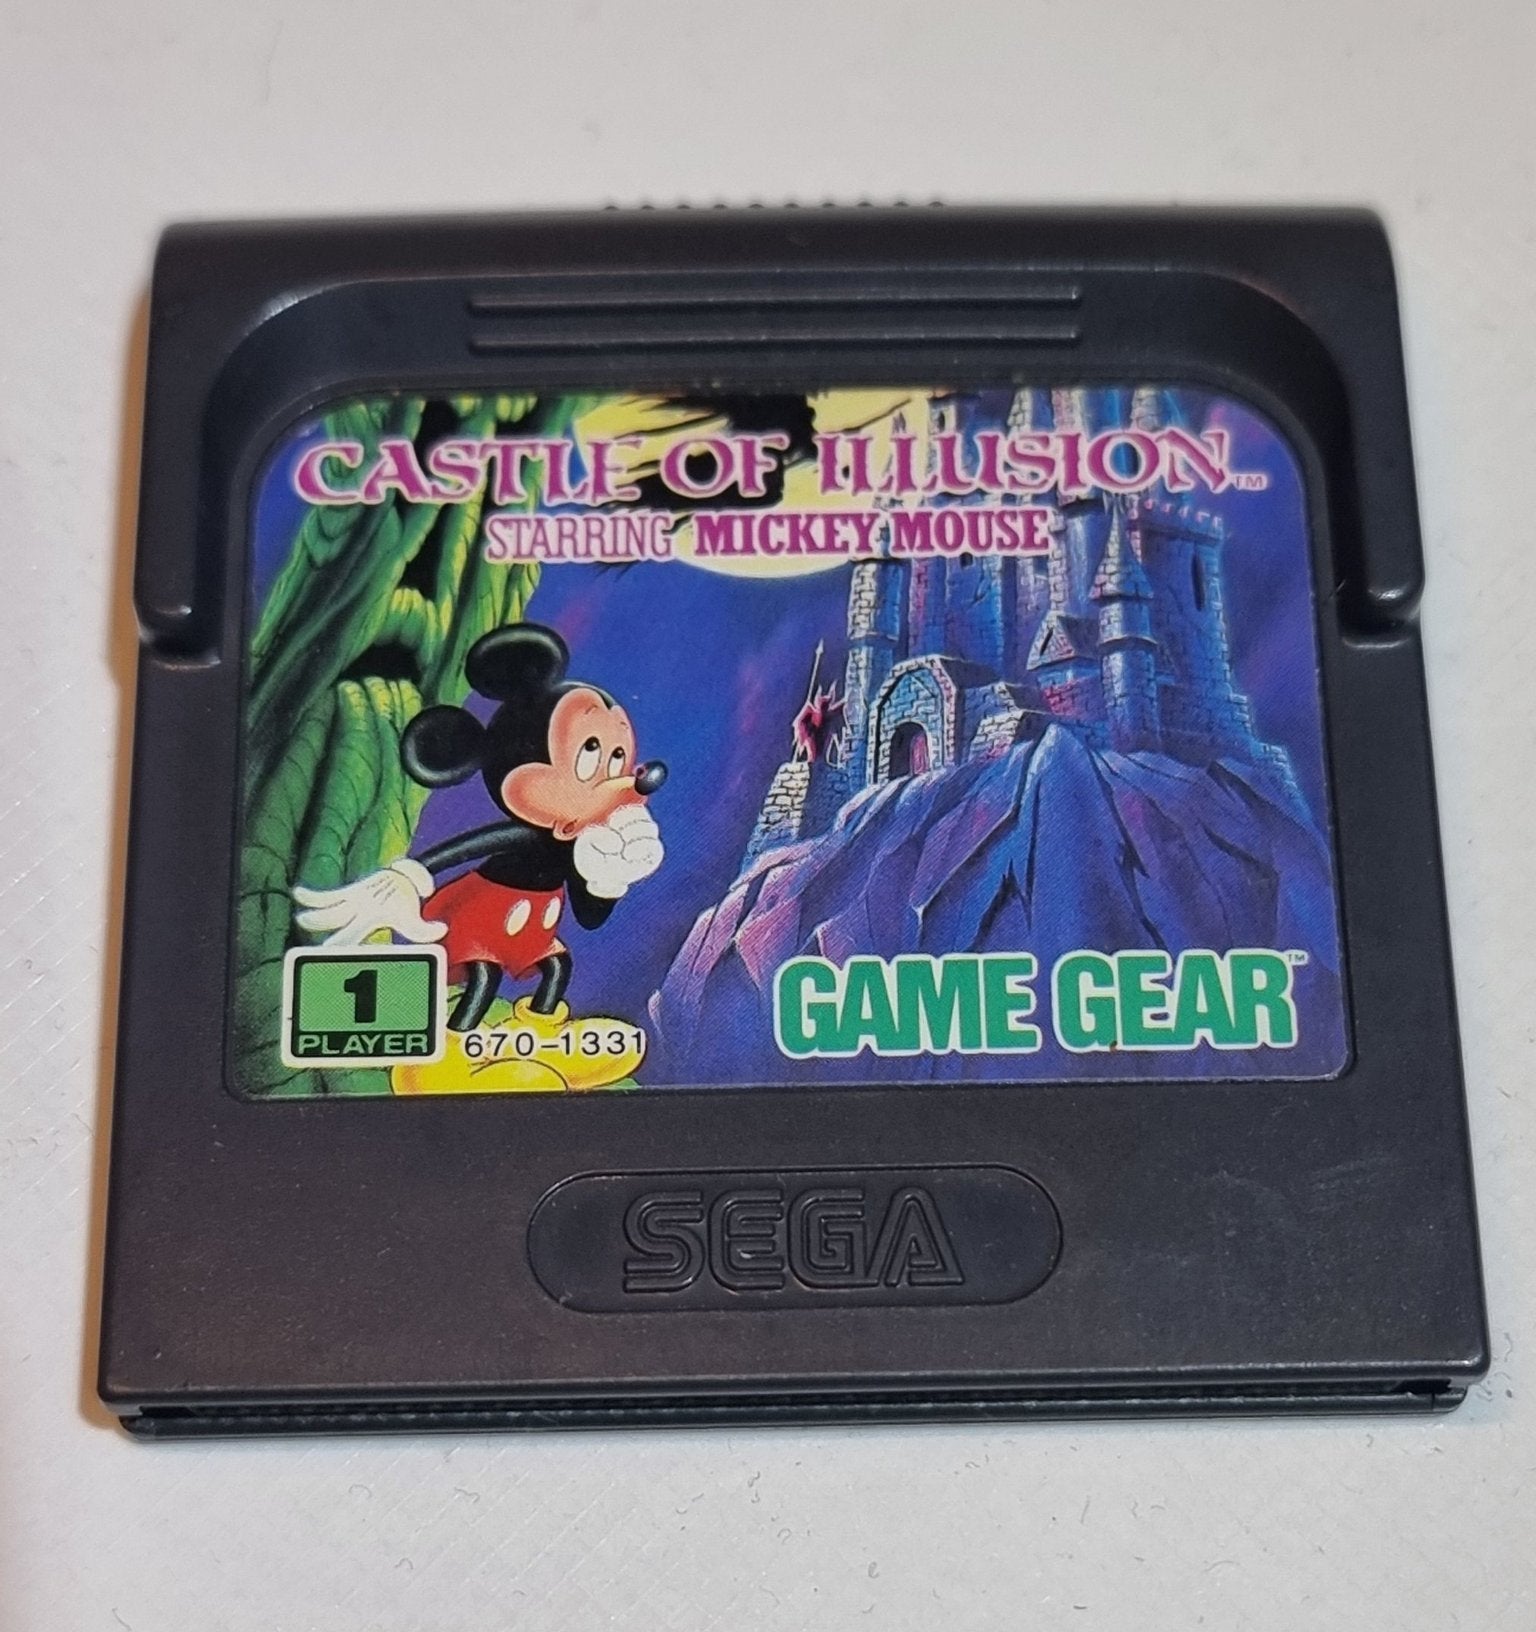 CASTLE OF ILLUSION™
STARRING MICKEY MOUSE
GAME GEAR™
1
PLAYER
670-1331
SEGA